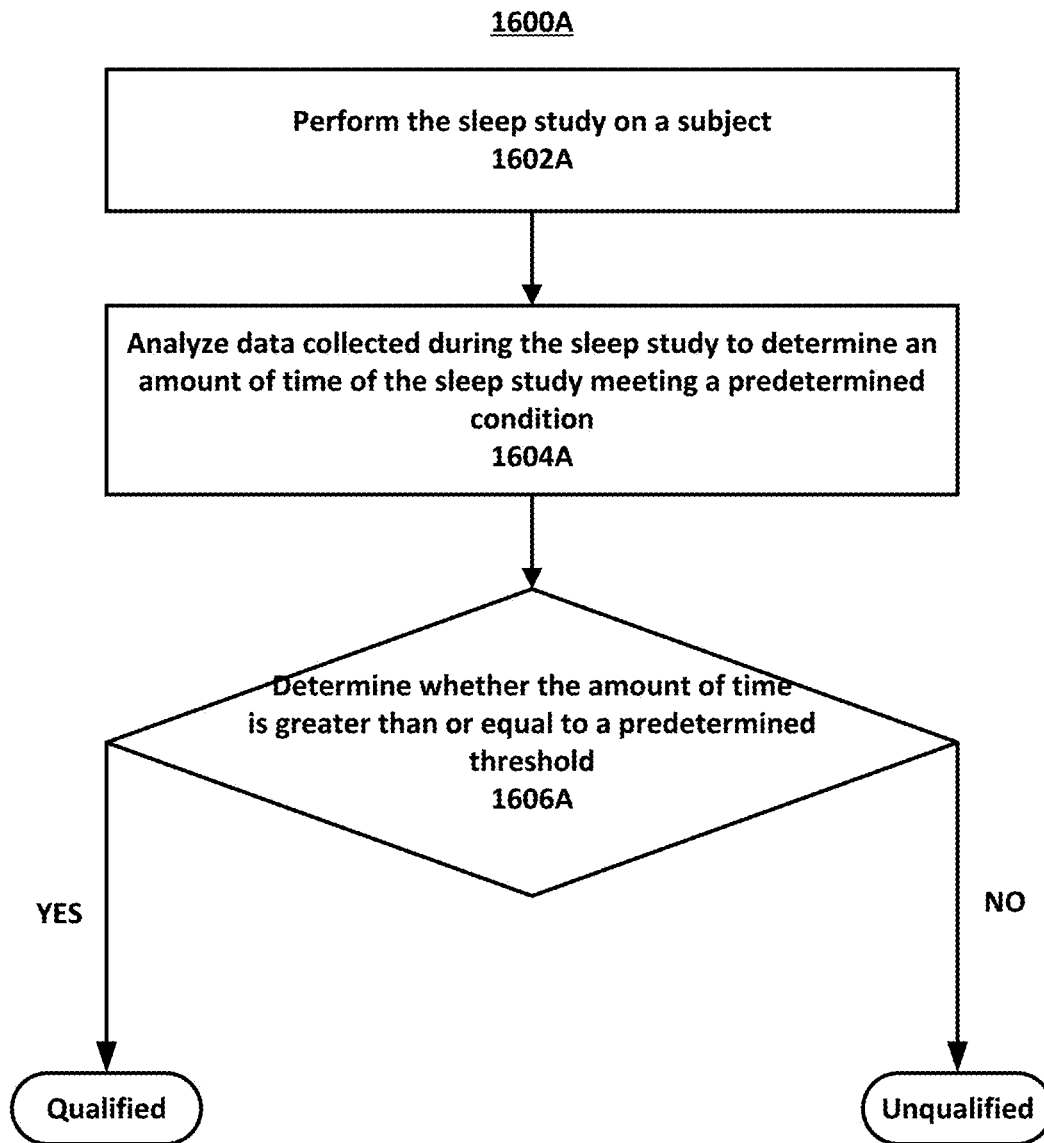 1600A
Perform the sleep study on a subject
1602A
Analyze data collected during the sleep study to determine an
amount of time of the sleep study meeting a predetermined
condition
1604A
Determine whether the amount of time
is greater than or equal to a predetermined
threshold
1606A
YES
NO
Qualified
Unqualified